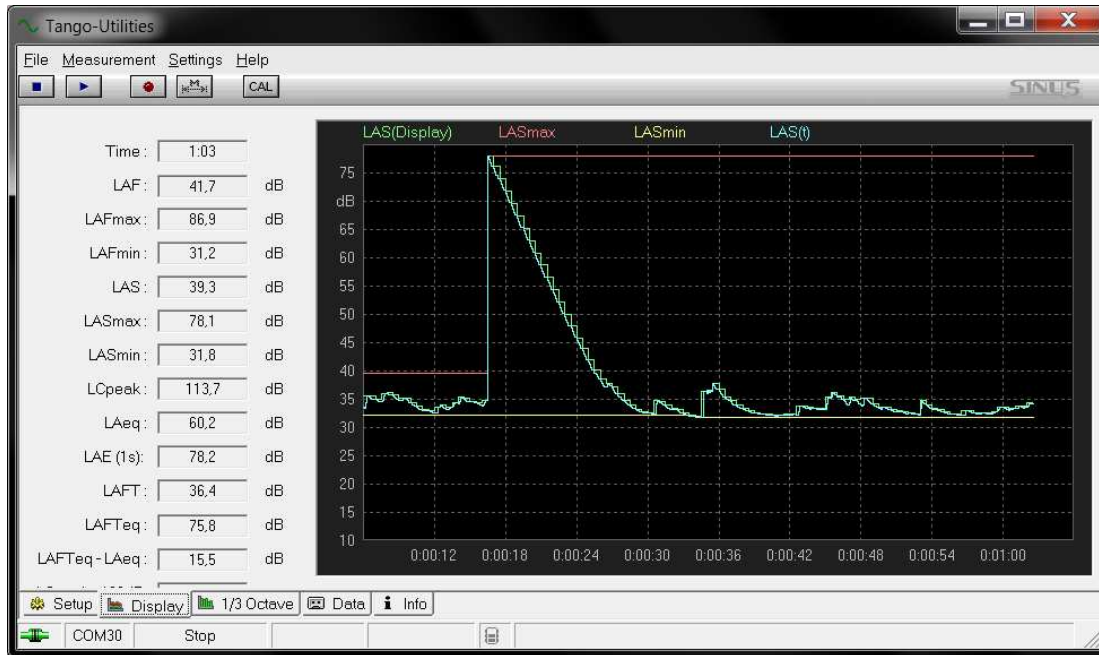 Tango-Utilities
File Measurement Settings Help
M CAL
SINUS
LAS(Display) LASmax LASmin LAS(t)
Time : 1:03
LAF : 41,7 dB
LAFmax : 86,9 dB
LAFmin : 31,2 dB
LAS : 39,3 dB
LASmax : 78,1 dB
LASmin : 31,8 dB
LCpeak : 113,7 dB
LAeq : 60,2 dB
LAE (1s): 78,2 dB
LAFT : 36,4 dB
LAFTeq : 75,8 dB
LAFTeq - LAeq : 15,5 dB
75
dB
65
60
55
50
45
40
35
30
25
20
15
10
0:00:12 0:00:18 0:00:24 0:00:30 0:00:36 0:00:42 0:00:48 0:00:54 0:01:00
Setup Display 1/3 Octave Data i Info
COM30 Stop